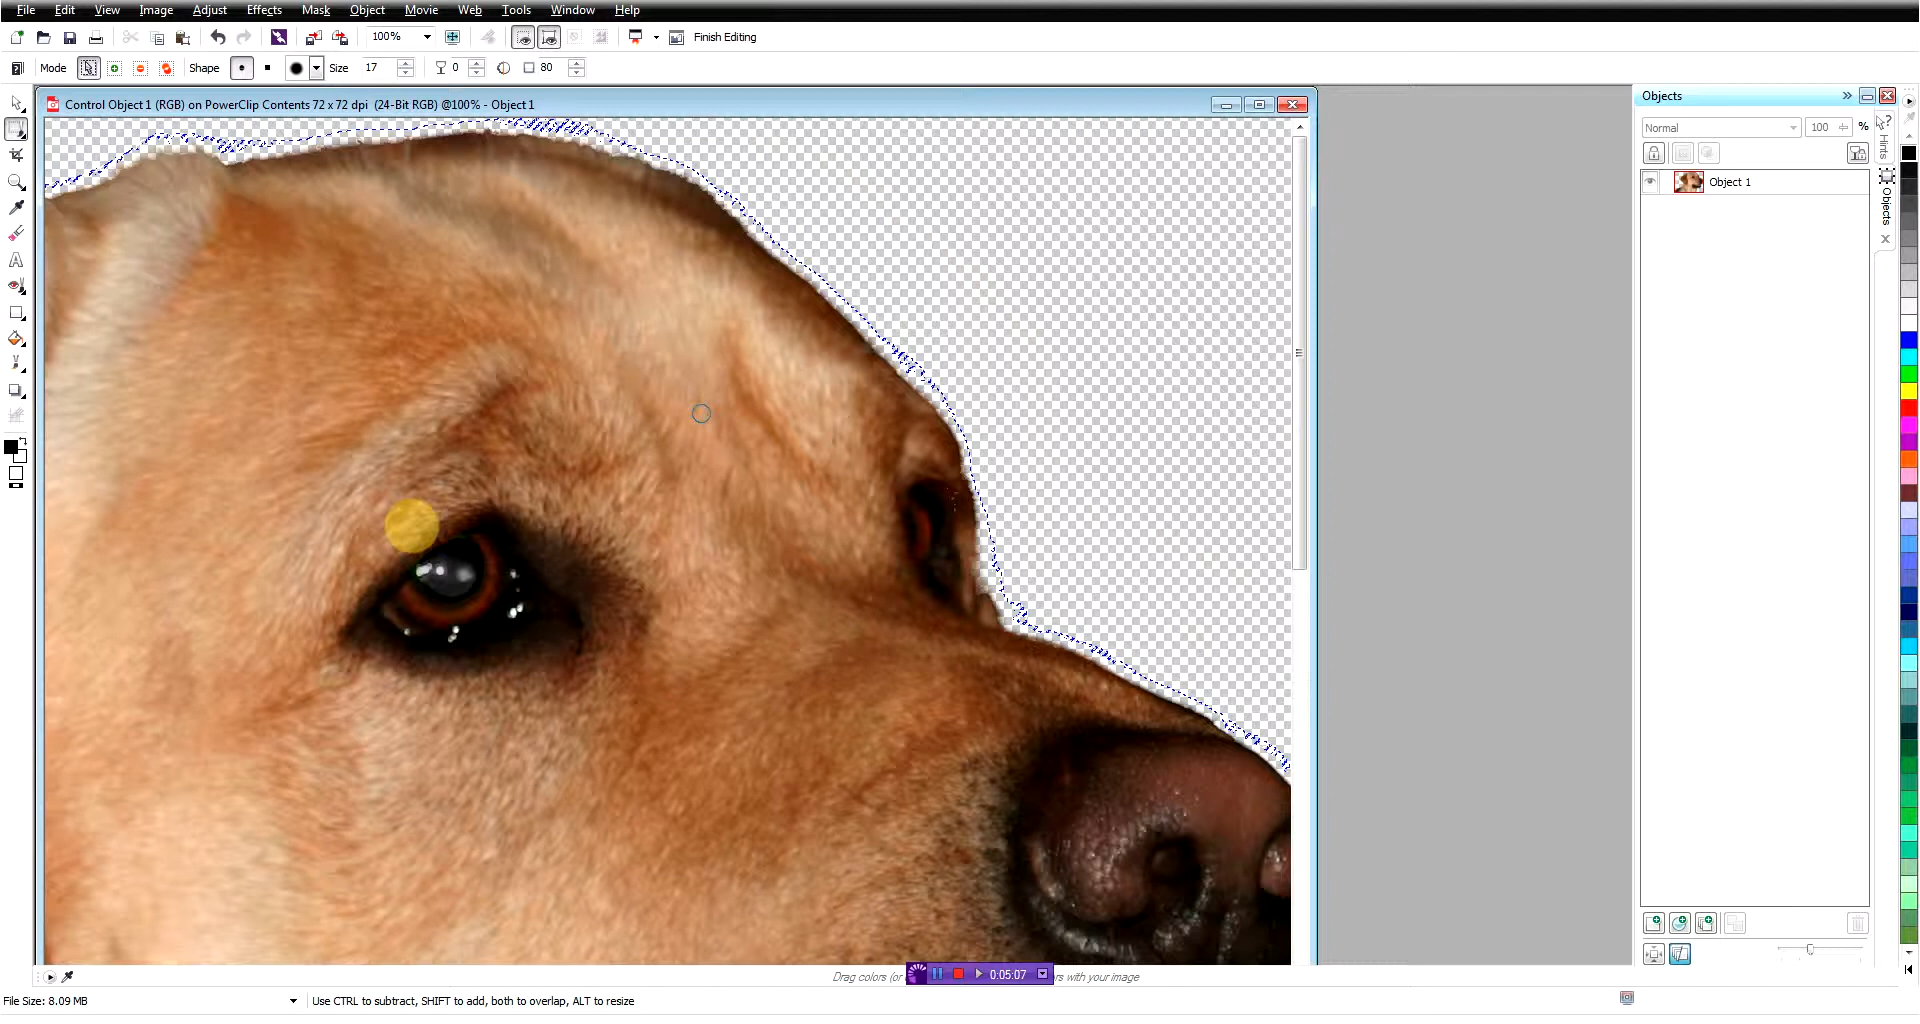 File Edit View Image Adjust Effects Mask Object Movie Web Tools Window Help
100% Finish Editing
Mode Shape Size 17 0 80
Control Object 1 (RGB) on PowerClip Contents 72 x 72 dpi (24-Bit RGB) @100% - Object 1
Objects
Normal 100 %
Hints
Object 1
Objects
Drag colors (or
rs with your image
0:05:07
File Size: 8.09 MB Use CTRL to subtract, SHIFT to add, both to overlap, ALT to resize